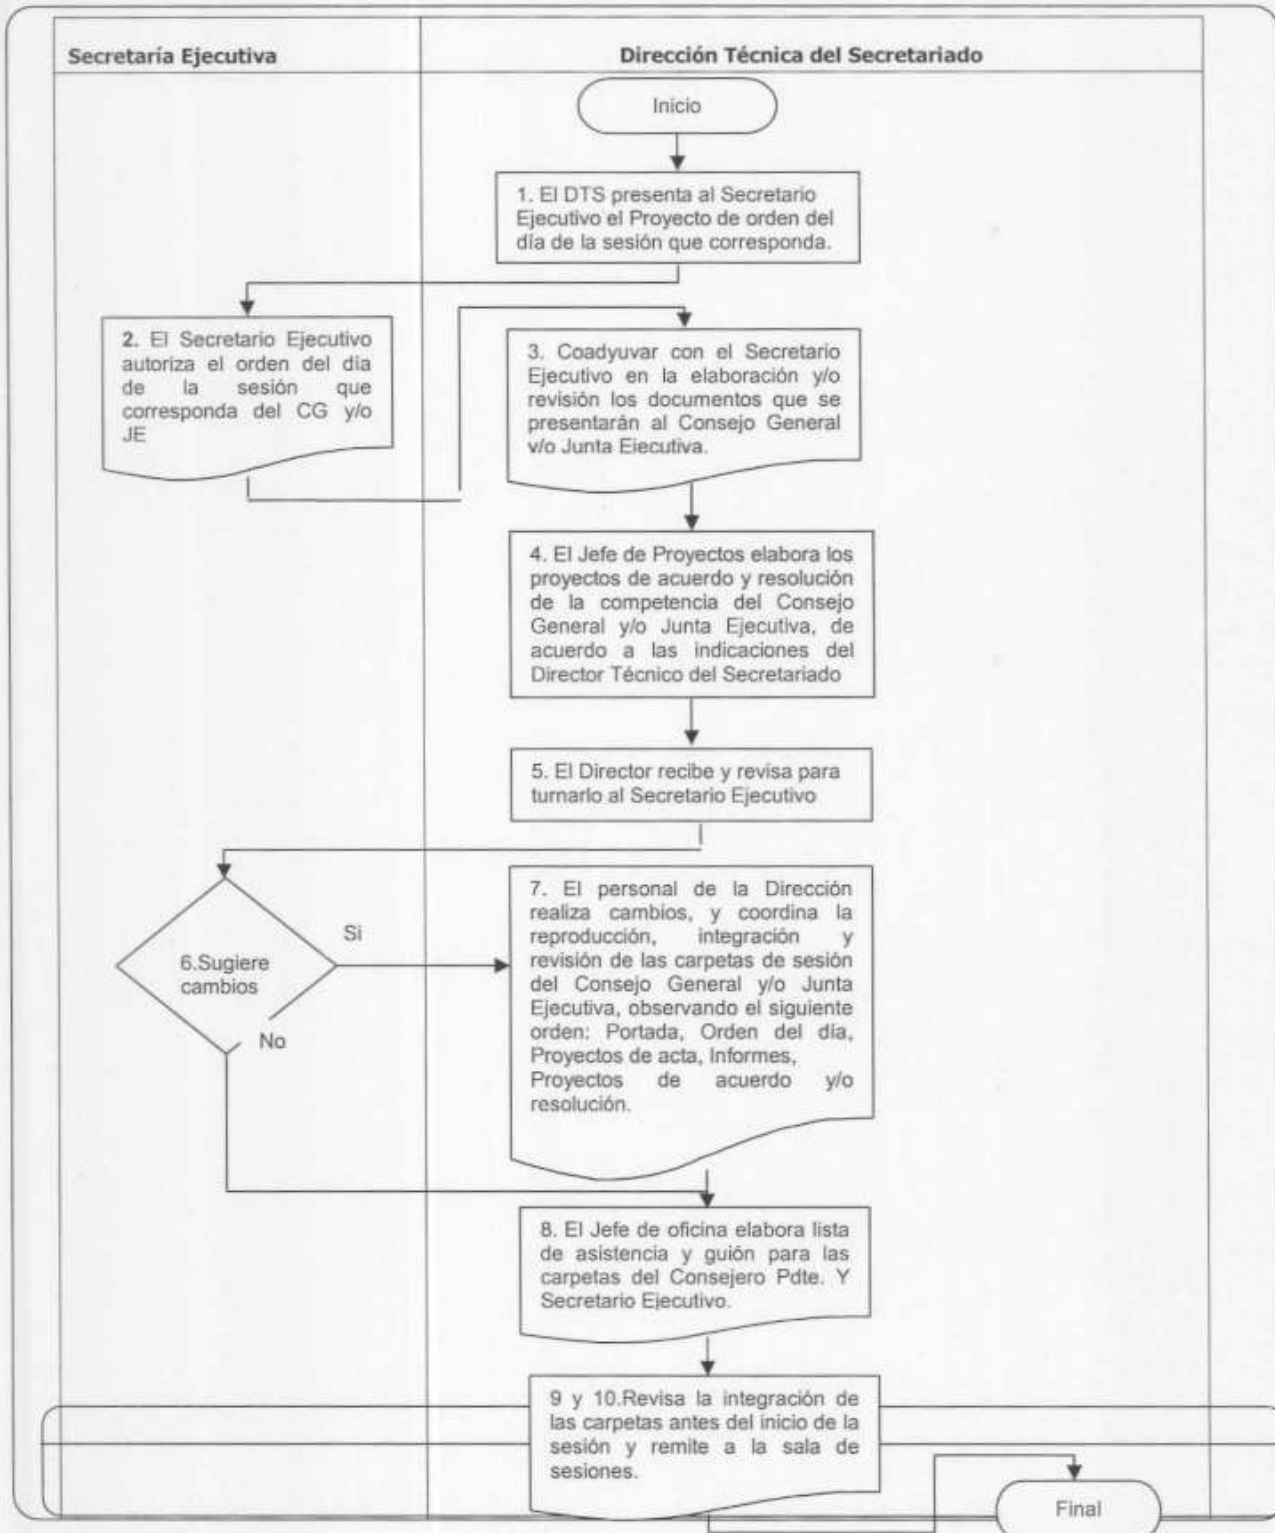 Secretaría Ejecutiva
Dirección Técnica del Secretariado
Inicio
1. El DTS presenta al Secretario
Ejecutivo el Proyecto de orden del
día de la sesión que corresponda.
2. El Secretario Ejecutivo
autoriza el orden del día
de la sesión que
corresponda del CG y/o
JE
3. Coadyuvar con el Secretario
Ejecutivo en la elaboración y/o
revisión los documentos que se
presentarán al Consejo General
y/o Junta Ejecutiva.
4. El Jefe de Proyectos elabora los
proyectos de acuerdo y resolución
de la competencia del Consejo
General y/o Junta Ejecutiva, de
acuerdo a las indicaciones del
Director Técnico del Secretariado
5. El Director recibe y revisa para
turnarlo al Secretario Ejecutivo
6.Sugiere
cambios
Si
No
7. El personal de la Dirección
realiza cambios, y coordina la
reproducción, integración y
revisión de las carpetas de sesión
del Consejo General y/o Junta
Ejecutiva, observando el siguiente
orden: Portada, Orden del día,
Proyectos de acta, Informes,
Proyectos de acuerdo y/o
resolución.
8. El Jefe de oficina elabora lista
de asistencia y guión para las
carpetas del Consejero Pdte. Y
Secretario Ejecutivo.
9 y 10.Revisa la integración de
las carpetas antes del inicio de la
sesión y remite a la sala de
sesiones.
Final